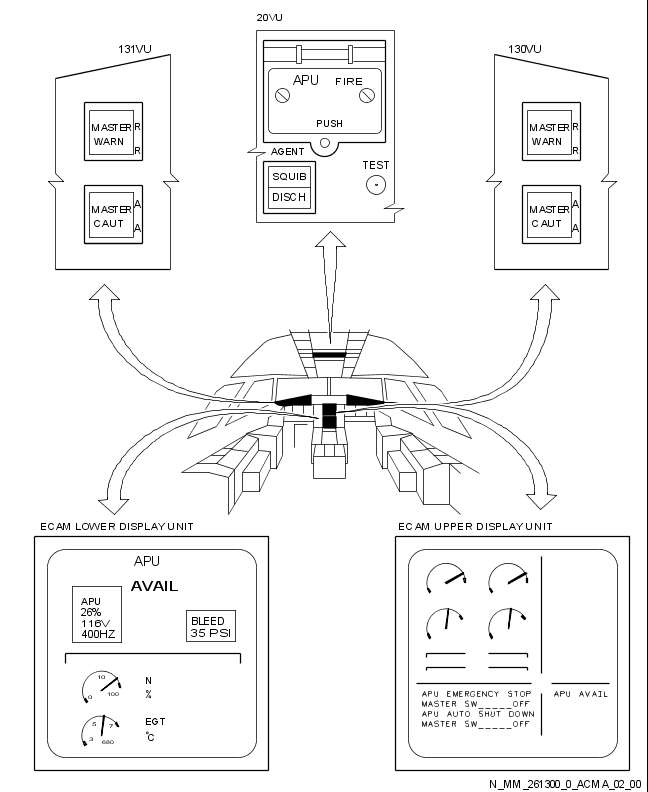 20VU
131VU
130VU
APU FIRE
PUSH
MASTER R
WARN
R
MASTER A
CAUT
A
AGENT
SQUIB
DISCH
TEST
MASTER R
WARN
R
MASTER A
CAUT
A
ECAM LOWER DISPLAY UNIT
APU
AVAIL
APU
26%
116V
400HZ
BLEED
35 PSI
10
0
100
N
%
5
7
3
680
EGT
°C
ECAM UPPER DISPLAY UNIT
APU EMERGENCY STOP
MASTER SW_____OFF
APU AUTO SHUT DOWN
MASTER SW_____OFF
APU AVAIL
N_MM_261300_0_ACMA_02_00